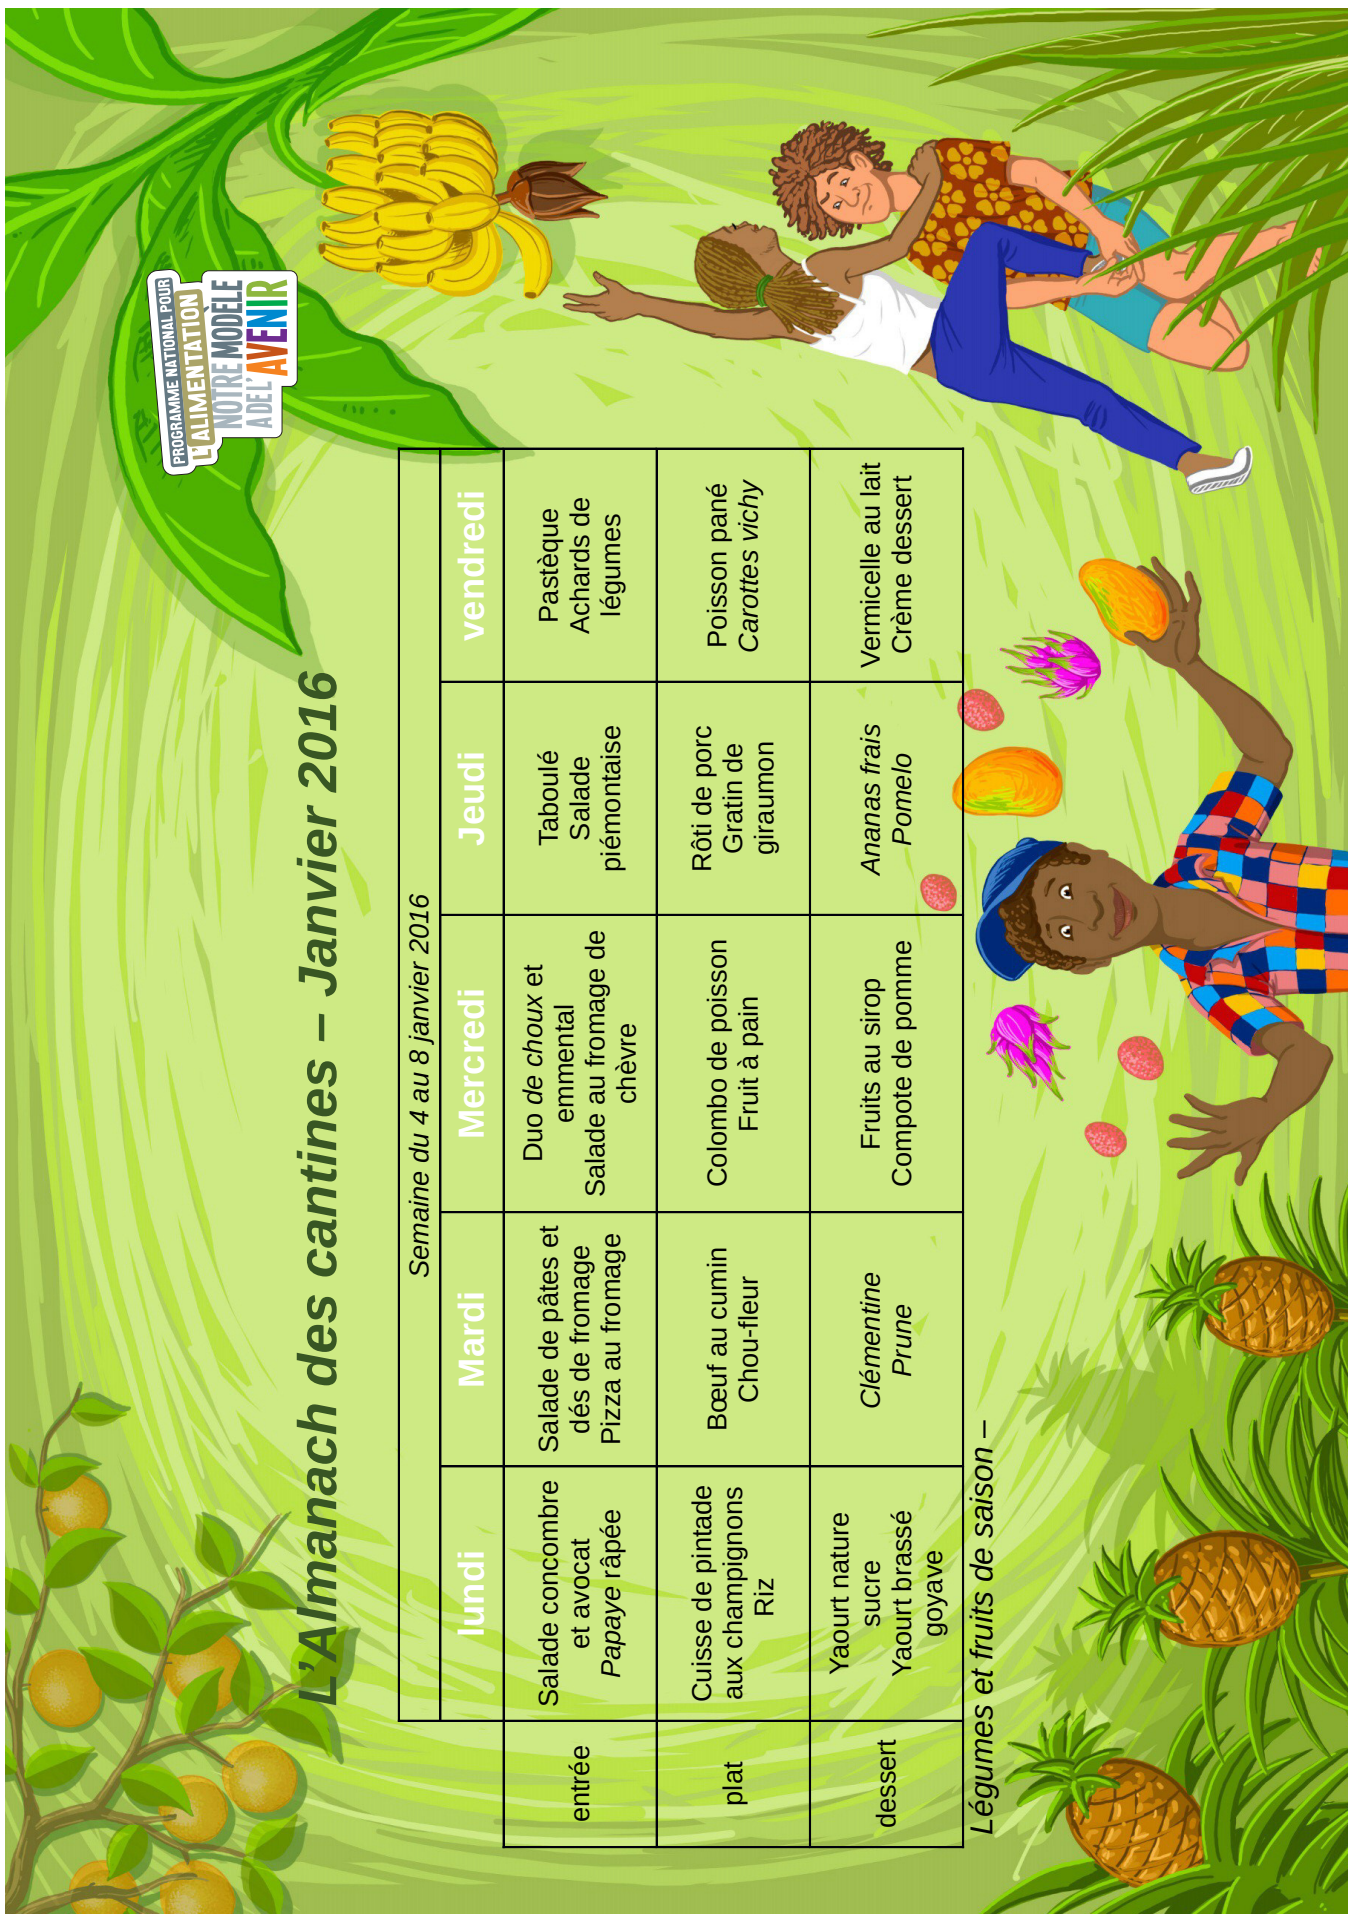 PROGRAMME NATIONAL POUR
L'ALIMENTATION
NOTRE MODÈLE
A DE L'AVENIR
L'Almanach des cantines – Janvier 2016
Semaine du 4 au 8 janvier 2016
lundi
Mardi
Mercredi
Jeudi
vendredi
entrée
Salade concombre
et avocat
Papaye râpée
Salade de pâtes et
dés de fromage
Pizza au fromage
Duo de choux et
emmental
Salade au fromage de
chèvre
Taboulé
Salade
piémontaise
Pastèque
Achards de
légumes
plat
Cuisse de pintade
aux champignons
Riz
Bœuf au cumin
Chou-fleur
Colombo de poisson
Fruit à pain
Rôti de porc
Gratin de
giraumon
Poisson pané
Carottes vichy
dessert
Yaourt nature
sucre
Yaourt brassé
goyave
Clémentine
Prune
Fruits au sirop
Compote de pomme
Ananas frais
Pomelo
Vermicelle au lait
Crème dessert
Légumes et fruits de saison –